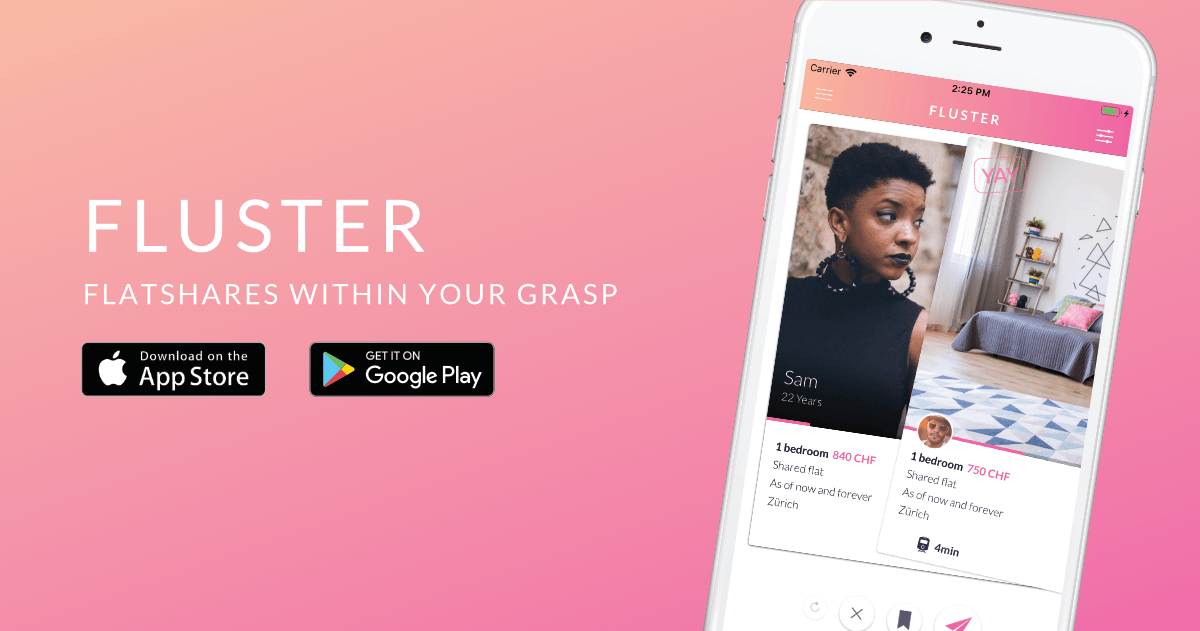 FLUSTER
FLATSHARES WITHIN YOUR GRASP
Download on the
App Store
GET IT ON
Google Play
Carrier
2:25 PM
FLUSTER
YAY
Sam
22 Years
1 bedroom 840 CHF
Shared flat
As of now and forever
Zürich
1 bedroom 750 CHF
Shared flat
As of now and forever
Zürich
4min